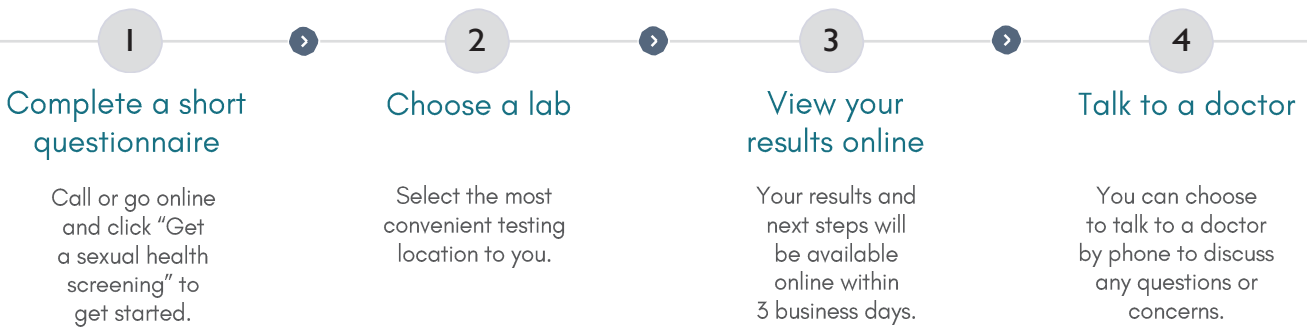 1
Complete a short
questionnaire
Call or go online
and click “Get
a sexual health
screening” to
get started.
2
Choose a lab
Select the most
convenient testing
location to you.
3
View your
results online
Your results and
next steps will
be available
online within
3 business days.
4
Talk to a doctor
You can choose
to talk to a doctor
by phone to discuss
any questions or
concerns.